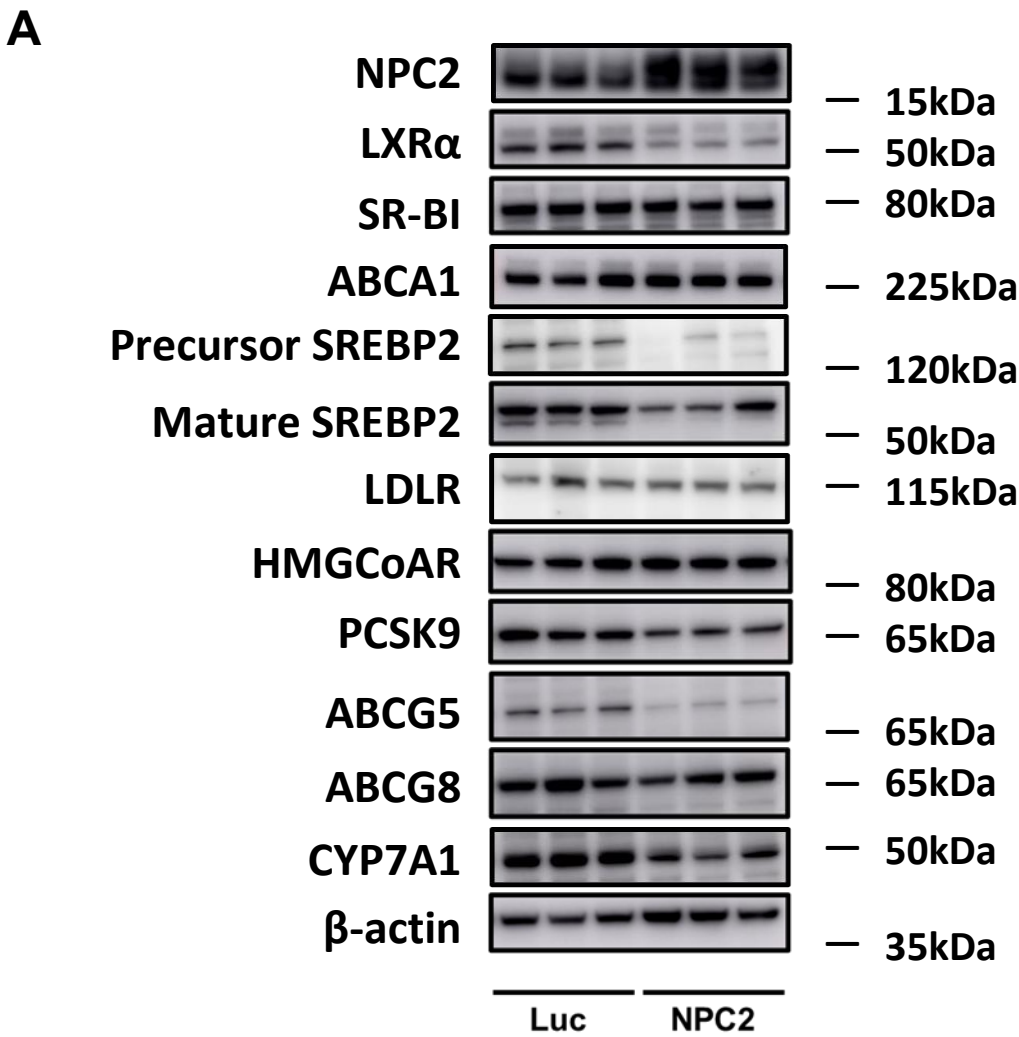 A
NPC2
15kDa
LXRα
50kDa
SR-BI
80kDa
ABCA1
225kDa
Precursor SREBP2
120kDa
Mature SREBP2
50kDa
LDLR
115kDa
HMGCoAR
80kDa
PCSK9
65kDa
ABCG5
65kDa
ABCG8
65kDa
CYP7A1
50kDa
β-actin
35kDa
Luc NPC2